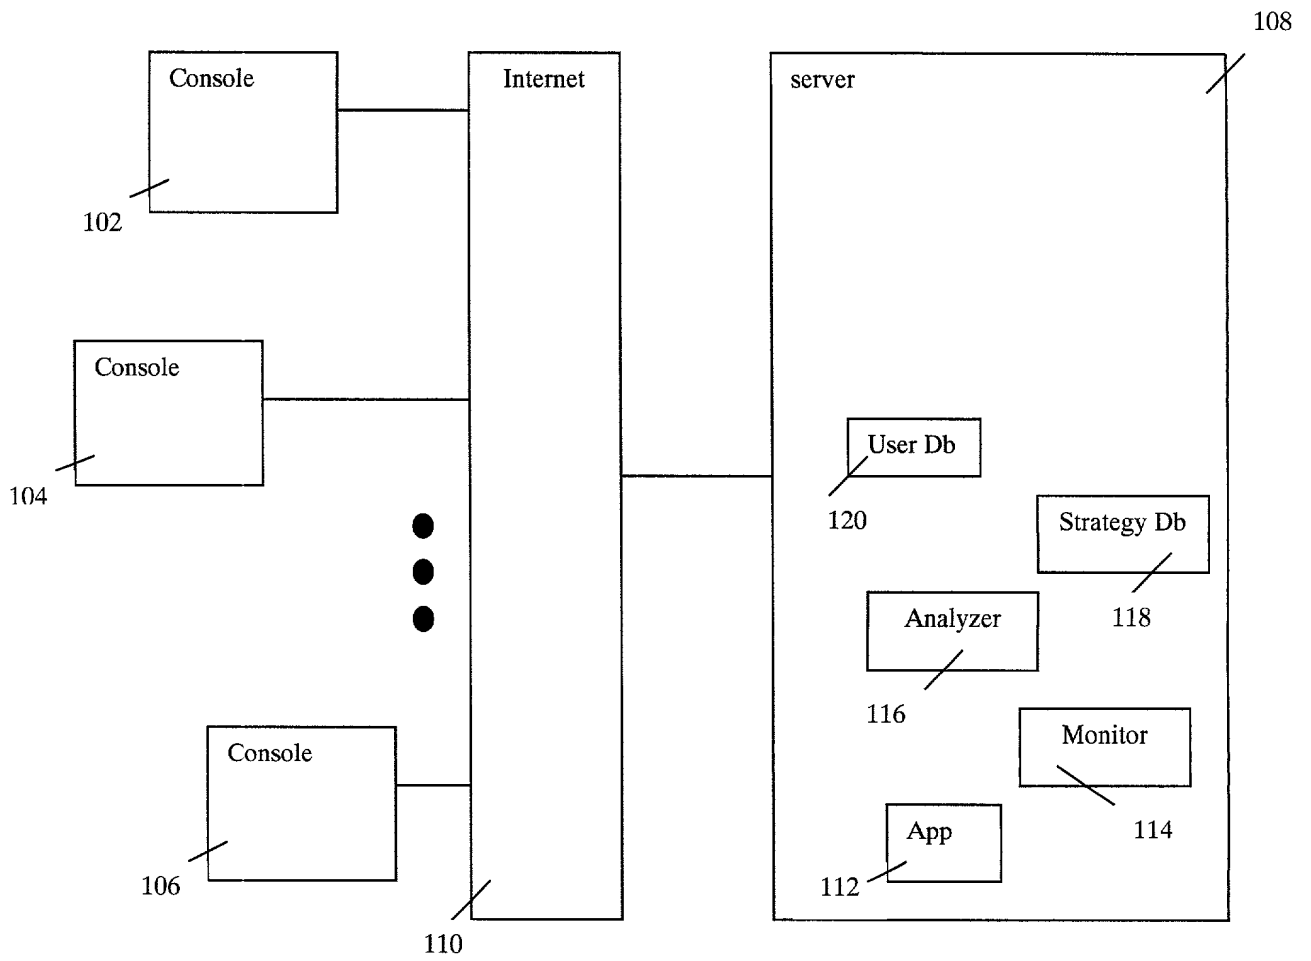 108
Console
Internet
server
102
Console
104
User Db
120
Strategy Db
118
Analyzer
116
Console
Monitor
114
106
App
112
110